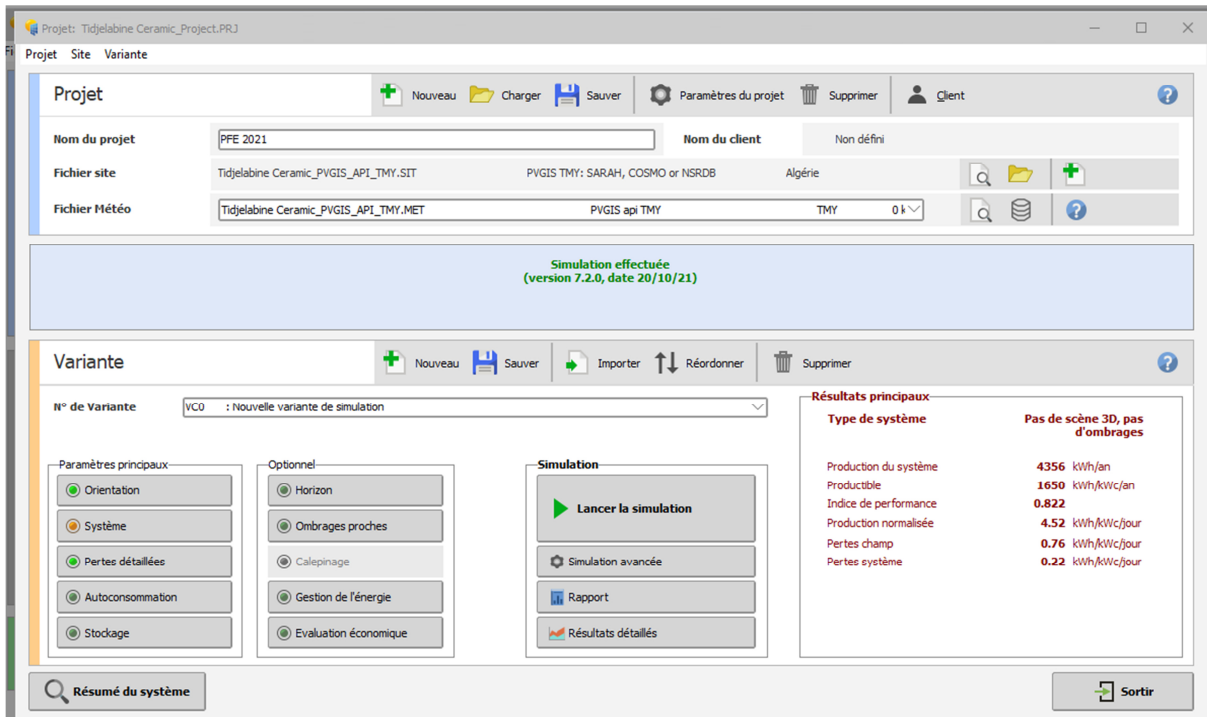 Projet: Tidjelabine Ceramic_Project.PRJ
Fi
Projet Site Variante
Projet Nouveau Charger Sauver Paramètres du projet Supprimer Client
Nom du projet PFE 2021 Nom du client Non défini
Fichier site Tidjelabine Ceramic_PVGIS_API_TMY.SIT PVGIS TMY: SARAH, COSMO or NSRDB Algérie
Fichier Météo Tidjelabine Ceramic_PVGIS_API_TMY.MET PVGIS api TMY TMY 0 k
Simulation effectuée
(version 7.2.0, date 20/10/21)
Variante Nouveau Sauver Importer Réordonner Supprimer
N° de Variante VC0 : Nouvelle variante de simulation
Résultats principaux
Type de système Pas de scène 3D, pas
d'ombrages
Paramètres principaux Optionnel Simulation
Production du système 4356 kWh/an
Orientation Horizon Lancer la simulation
Productible 1650 kWh/kWc/an
Indice de performance 0.822
Système Ombrages proches
Production normalisée 4.52 kWh/kWc/jour
Pertes champ 0.76 kWh/kWc/jour
Pertes détaillées Calepinage Simulation avancée
Pertes système 0.22 kWh/kWc/jour
Autoconsommation Gestion de l'énergie Rapport
Stockage Evaluation économique Résultats détaillés
Résumé du système Sortir